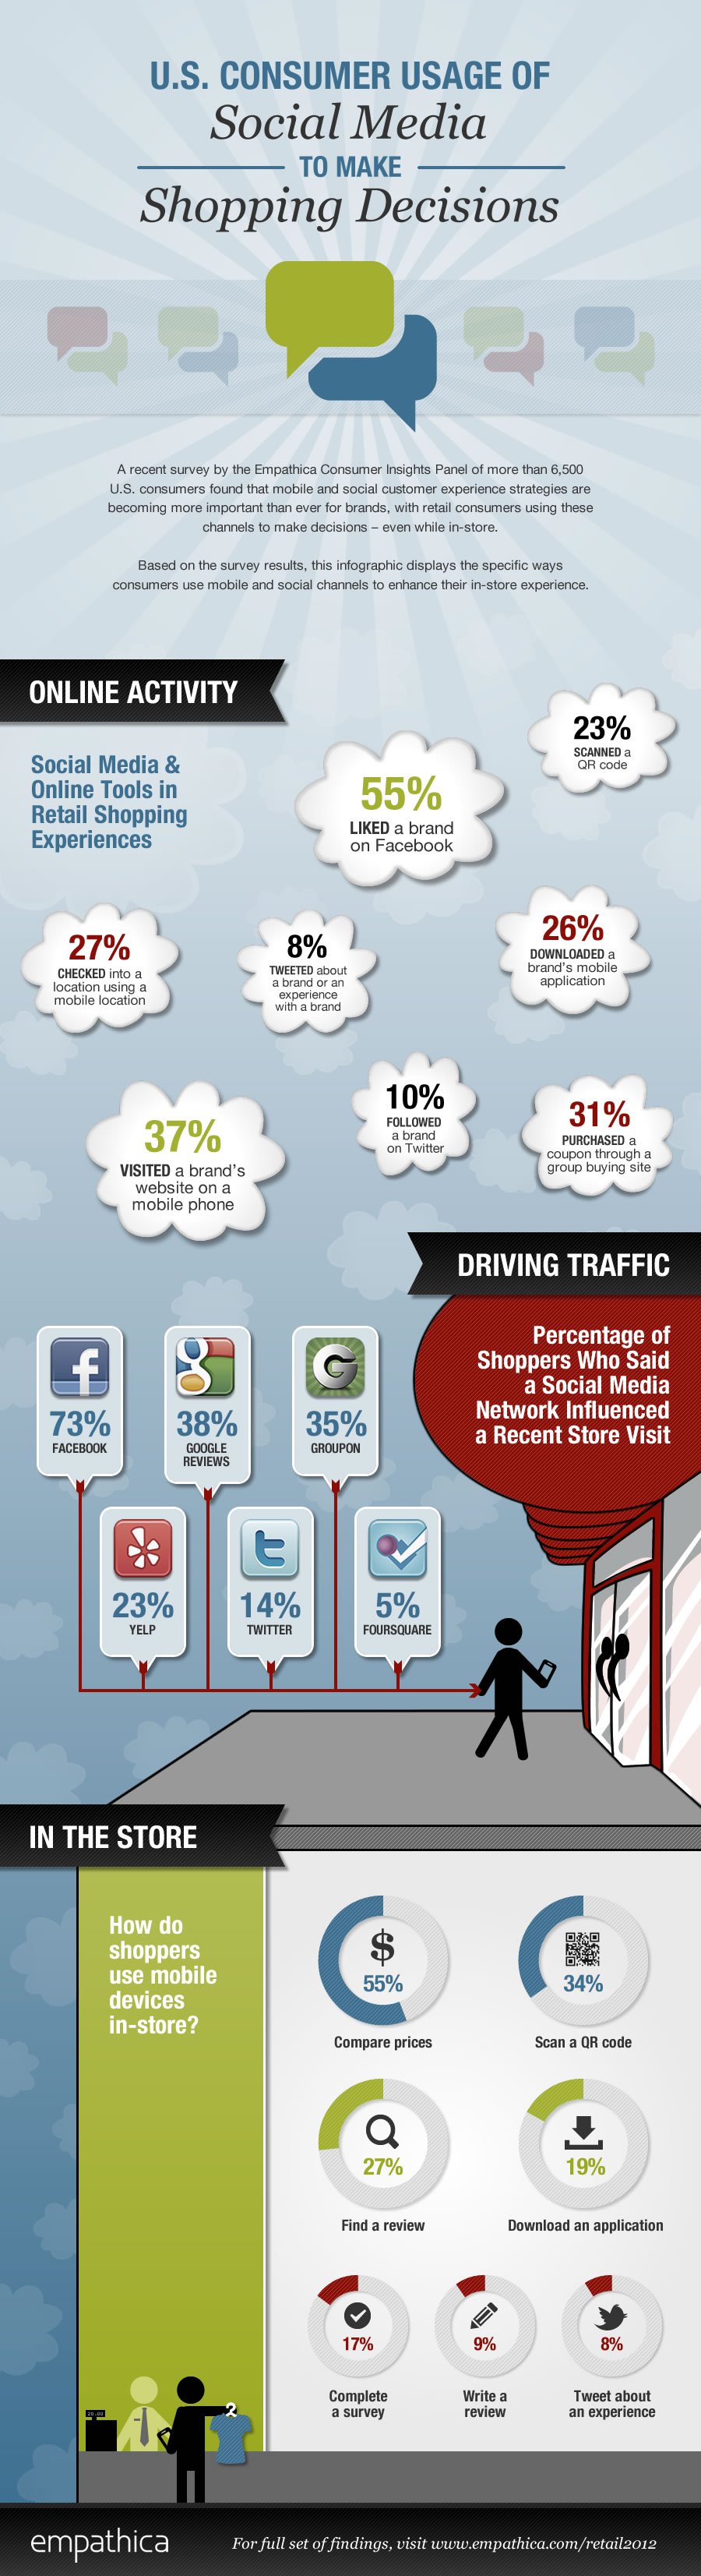 U.S. CONSUMER USAGE OF
Social Media
TO MAKE
Shopping Decisions
A recent survey by the Empathica Consumer Insights Panel of more than 6,500
U.S. consumers found that mobile and social customer experience strategies are
becoming more important than ever for brands, with retail consumers using these
channels to make decisions – even while in-store.
Based on the survey results, this infographic displays the specific ways
consumers use mobile and social channels to enhance their in-store experience.
ONLINE ACTIVITY
Social Media &
Online Tools in
Retail Shopping
Experiences
23%
SCANNED a
QR code
55%
LIKED a brand
on Facebook
27%
CHECKED into a
location using a
mobile location
8%
TWEETED about
a brand or an
experience
with a brand
26%
DOWNLOADED a
brand's mobile
application
37%
VISITED a brand's
website on a
mobile phone
10%
FOLLOWED
a brand
on Twitter
31%
PURCHASED a
coupon through a
group buying site
DRIVING TRAFFIC
Percentage of
Shoppers Who Said
a Social Media
Network Influenced
a Recent Store Visit
f
73%
FACEBOOK
g
38%
GOOGLE
REVIEWS
G
35%
GROUPON
23%
YELP
t
14%
TWITTER
5%
FOURSQUARE
IN THE STORE
How do
shoppers
use mobile
devices
in-store?
$
55%
Compare prices
34%
Scan a QR code
27%
Find a review
19%
Download an application
17%
Complete
a survey
9%
Write a
review
8%
Tweet about
an experience
20.00
empathica
For full set of findings, visit www.empathica.com/retail2012